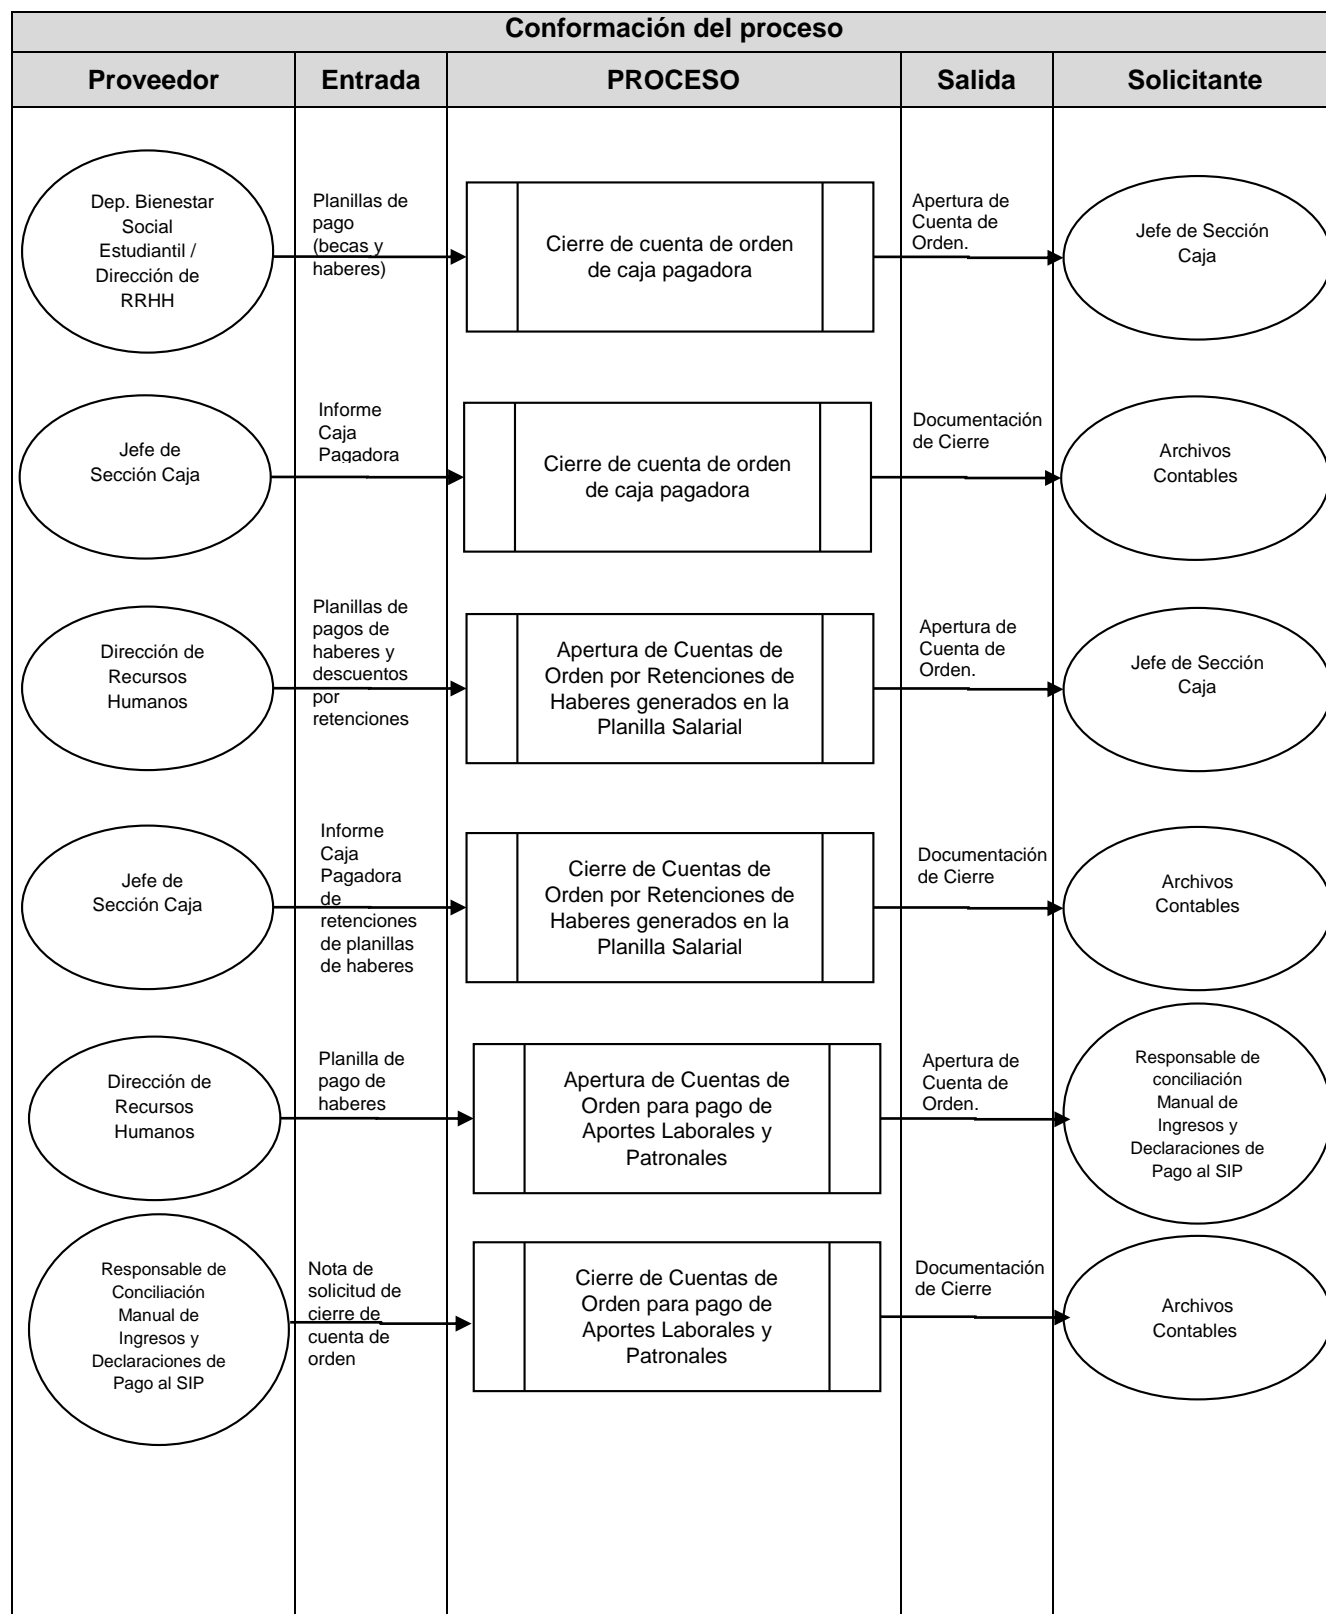 Conformación del proceso
Proveedor
Entrada
PROCESO
Salida
Solicitante
Dep. Bienestar
Social
Estudiantil /
Dirección de
RRHH
Planillas de
pago
(becas y
haberes)
Cierre de cuenta de orden
de caja pagadora
Apertura de
Cuenta de
Orden.
Jefe de Sección
Caja
Jefe de
Sección Caja
Informe
Caja
Pagadora
Cierre de cuenta de orden
de caja pagadora
Documentación
de Cierre
Archivos
Contables
Dirección de
Recursos
Humanos
Planillas de
pagos de
haberes y
descuentos
por
retenciones
Apertura de Cuentas de
Orden por Retenciones de
Haberes generados en la
Planilla Salarial
Apertura de
Cuenta de
Orden.
Jefe de Sección
Caja
Jefe de
Sección Caja
Informe
Caja
Pagadora
de
retenciones
de planillas
de haberes
Cierre de Cuentas de
Orden por Retenciones de
Haberes generados en la
Planilla Salarial
Documentación
de Cierre
Archivos
Contables
Dirección de
Recursos
Humanos
Planilla de
pago de
haberes
Apertura de Cuentas de
Orden para pago de
Aportes Laborales y
Patronales
Apertura de
Cuenta de
Orden.
Responsable de
conciliación
Manual de
Ingresos y
Declaraciones de
Pago al SIP
Responsable de
Conciliación
Manual de
Ingresos y
Declaraciones de
Pago al SIP
Nota de
solicitud de
cierre de
cuenta de
orden
Cierre de Cuentas de
Orden para pago de
Aportes Laborales y
Patronales
Documentación
de Cierre
Archivos
Contables